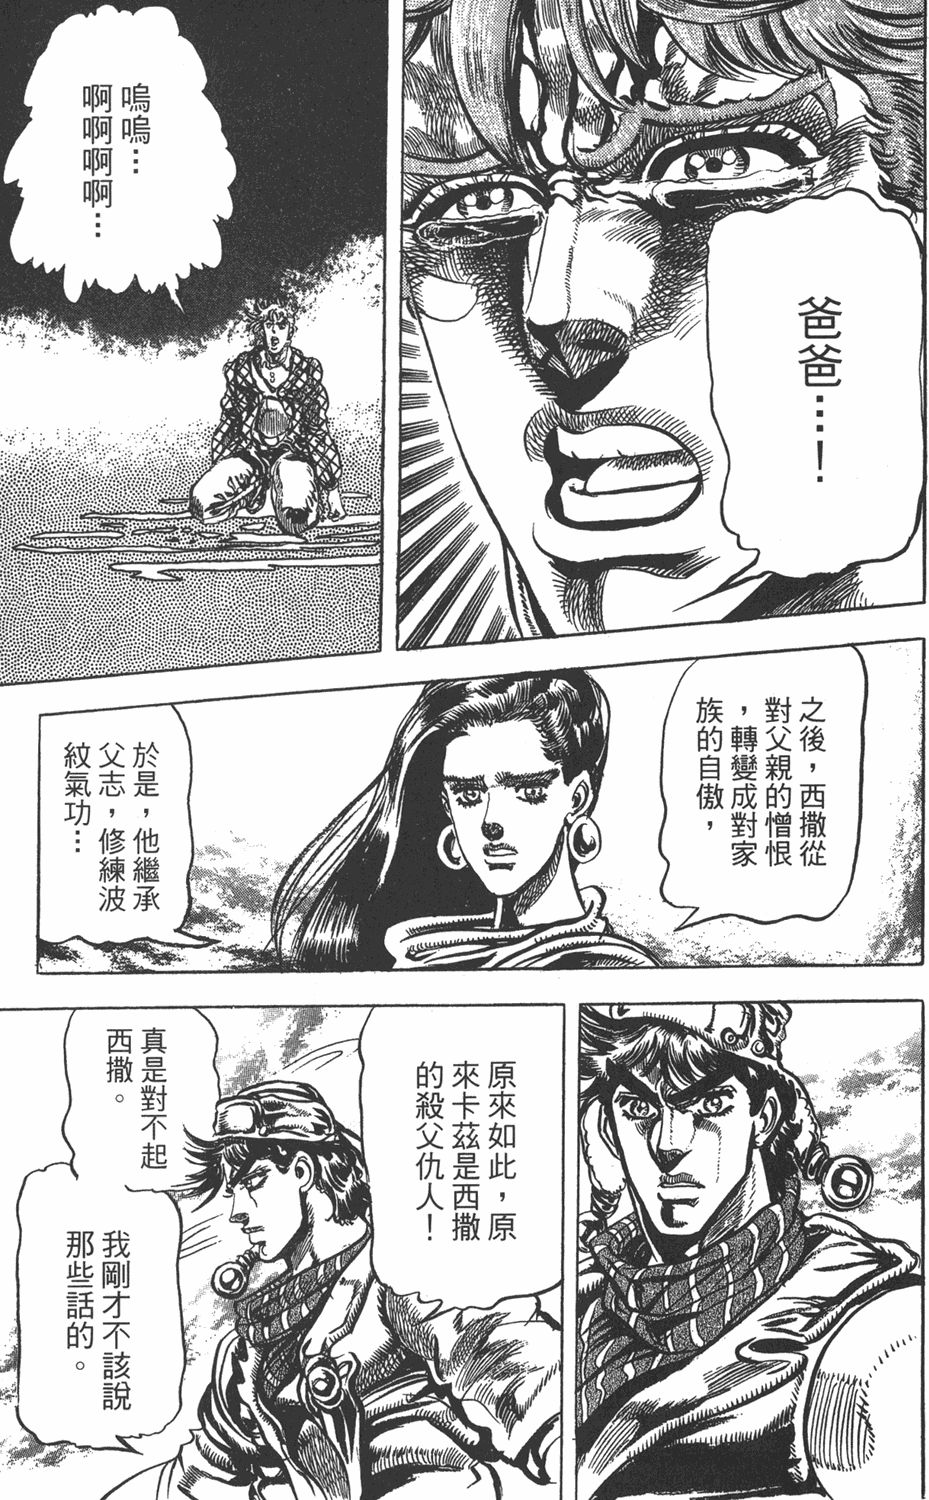 爸爸…！
嗚嗚…
啊啊啊啊…
之後，西撒從
對父親的憎恨
，轉變成對家
族的自傲，
於是，他繼承
父志，修練波
紋氣功…
原來如此，原
來卡茲是西撒
的殺父仇人！
真是對不起
西撒。
我剛才不該說
那些話的。